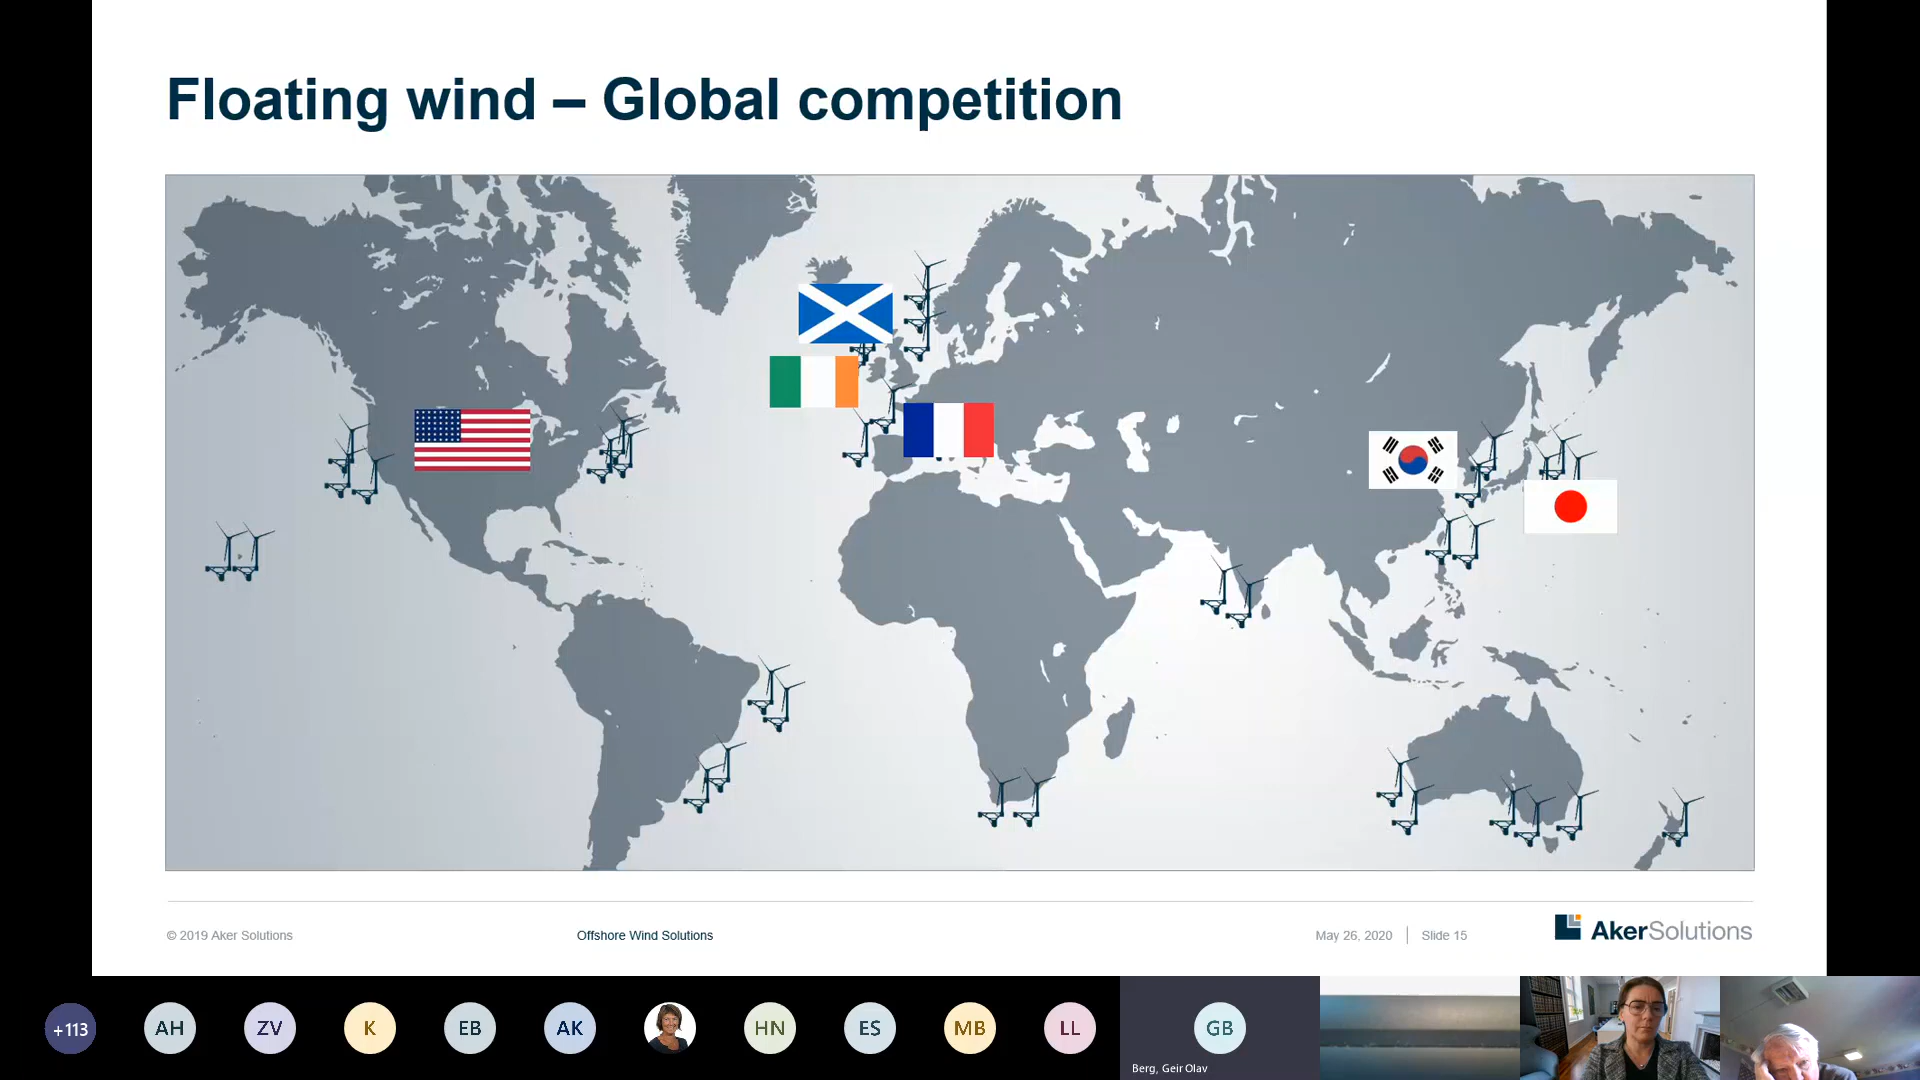 Floating wind – Global competition
© 2019 Aker Solutions
Offshore Wind Solutions
May 26, 2020
Slide 15
AkerSolutions
+113
AH
ZV
K
EB
AK
HN
ES
MB
LL
GB
Berg, Geir Olav